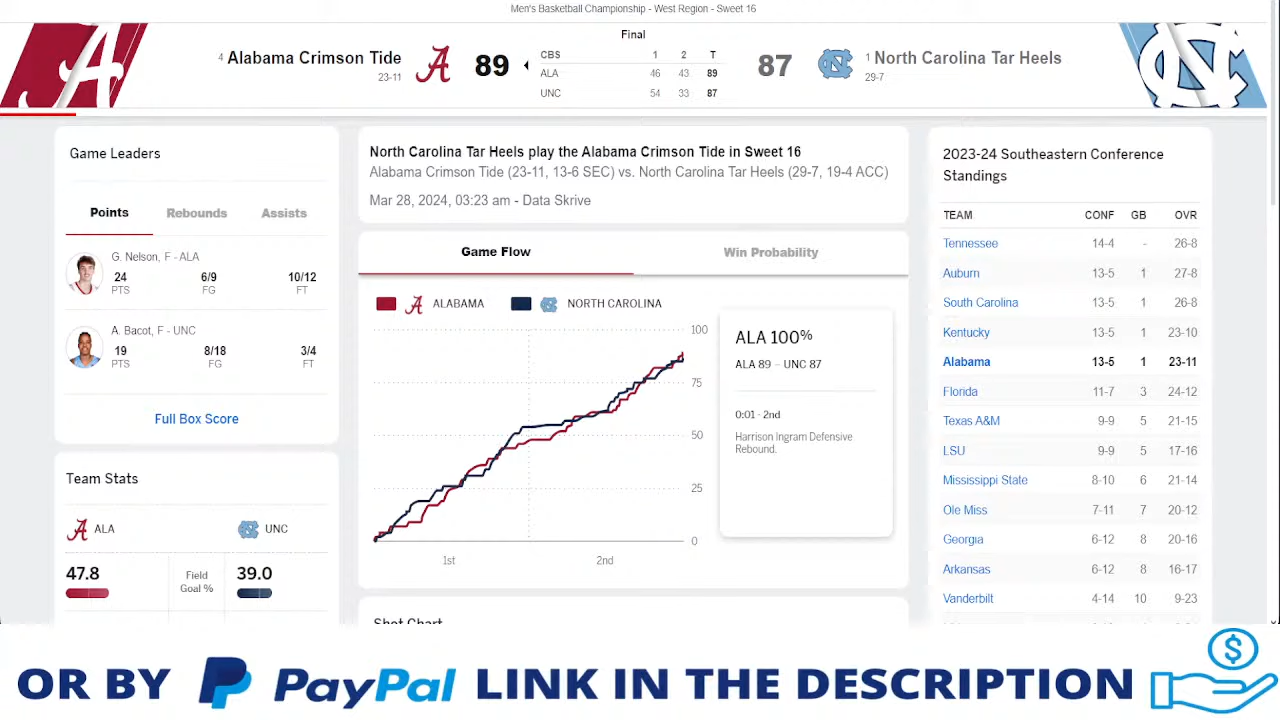 Men's Basketball Championship - West Region - Sweet 16
4 Alabama Crimson Tide
23-11
89
Final
CBS 1 2 T
ALA 46 43 89
UNC 54 33 87
87
1 North Carolina Tar Heels
29-7
Game Leaders
Points Rebounds Assists
G. Nelson, F - ALA
24 6/9 10/12
PTS FG FT
A. Bacot, F - UNC
19 8/18 3/4
PTS FG FT
Full Box Score
Team Stats
ALA UNC
47.8 Field Goal % 39.0
North Carolina Tar Heels play the Alabama Crimson Tide in Sweet 16
Alabama Crimson Tide (23-11, 13-6 SEC) vs. North Carolina Tar Heels (29-7, 19-4 ACC)
Mar 28, 2024, 03:23 am - Data Skrive
Game Flow Win Probability
ALABAMA NORTH CAROLINA
100
75
50
25
0
1st 2nd
ALA 100%
ALA 89 - UNC 87
0:01 - 2nd
Harrison Ingram Defensive
Rebound.
Shot Chart
2023-24 Southeastern Conference
Standings
TEAM CONF GB OVR
Tennessee 14-4 - 26-8
Auburn 13-5 1 27-8
South Carolina 13-5 1 26-8
Kentucky 13-5 1 23-10
Alabama 13-5 1 23-11
Florida 11-7 3 24-12
Texas A&M 9-9 5 21-15
LSU 9-9 5 17-16
Mississippi State 8-10 6 21-14
Ole Miss 7-11 7 20-12
Georgia 6-12 8 20-16
Arkansas 6-12 8 16-17
Vanderbilt 4-14 10 9-23
OR BY PayPal LINK IN THE DESCRIPTION